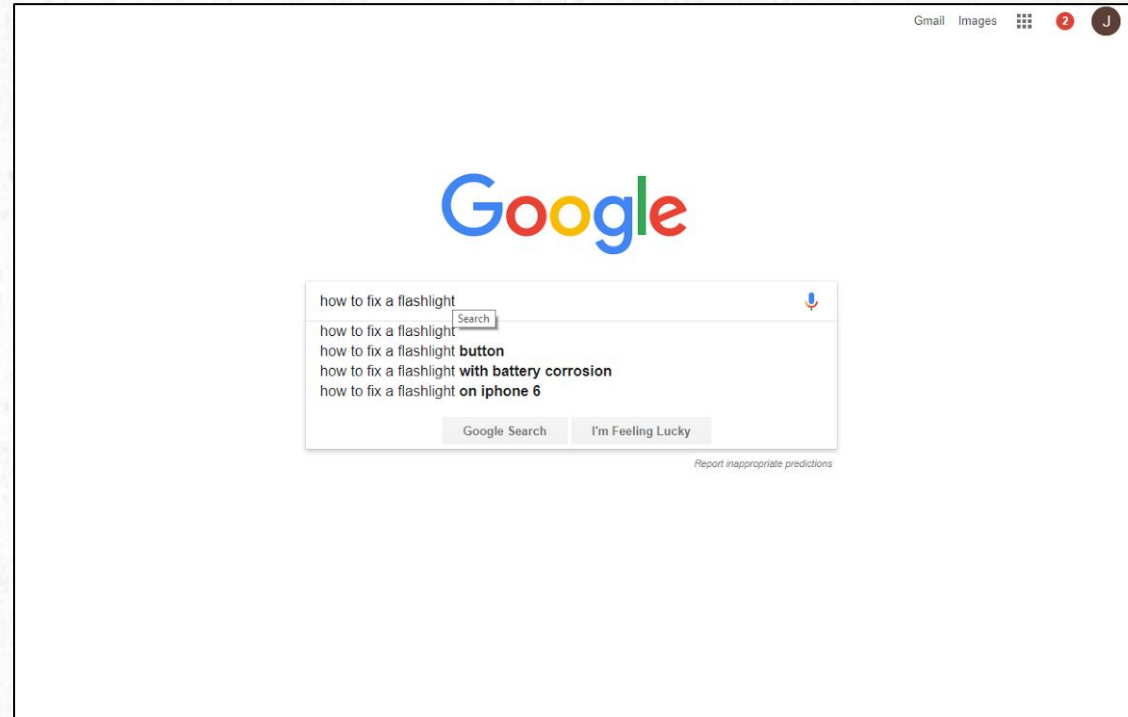 Gmail Images 2 J
Google
how to fix a flashlight
Search
how to fix a flashlight
how to fix a flashlight button
how to fix a flashlight with battery corrosion
how to fix a flashlight on iphone 6
Google Search I'm Feeling Lucky
Report inappropriate predictions